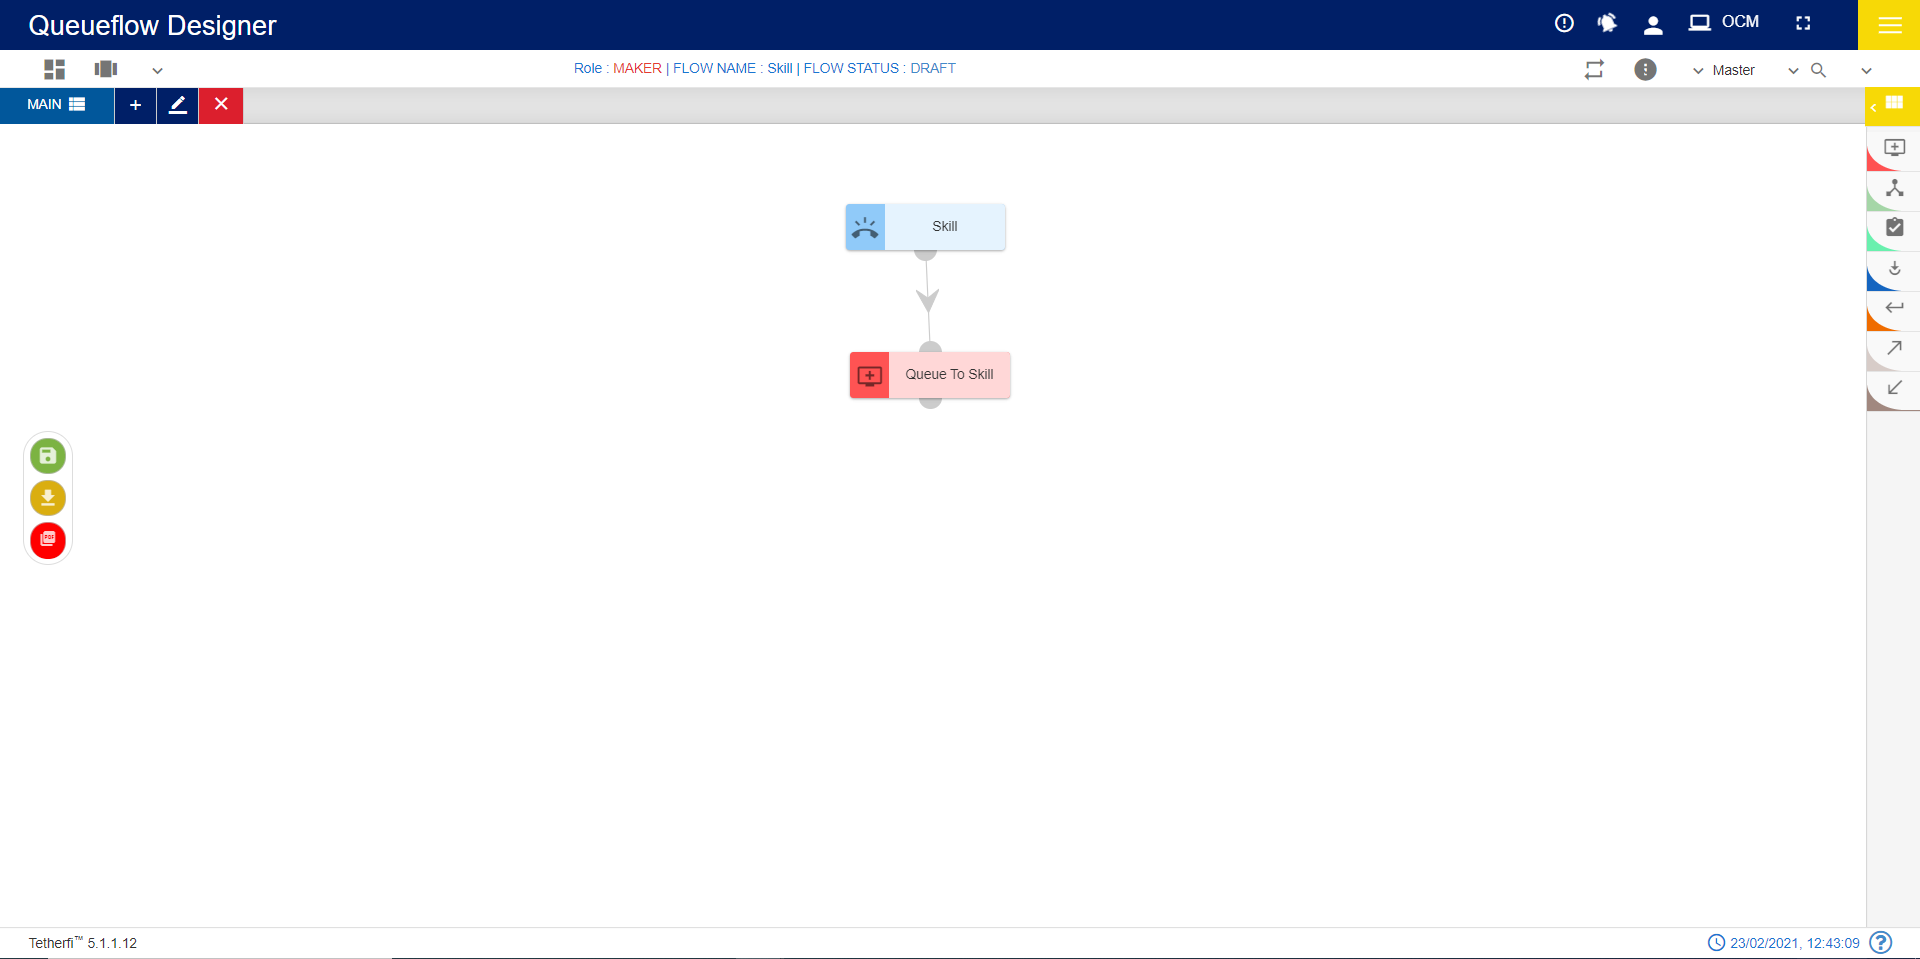 Queueflow Designer
OCM
Role : MAKER | FLOW NAME : Skill | FLOW STATUS : DRAFT
Master
MAIN
Skill
Queue To Skill
PDF
Tetherfi™ 5.1.1.12
23/02/2021, 12:43:09